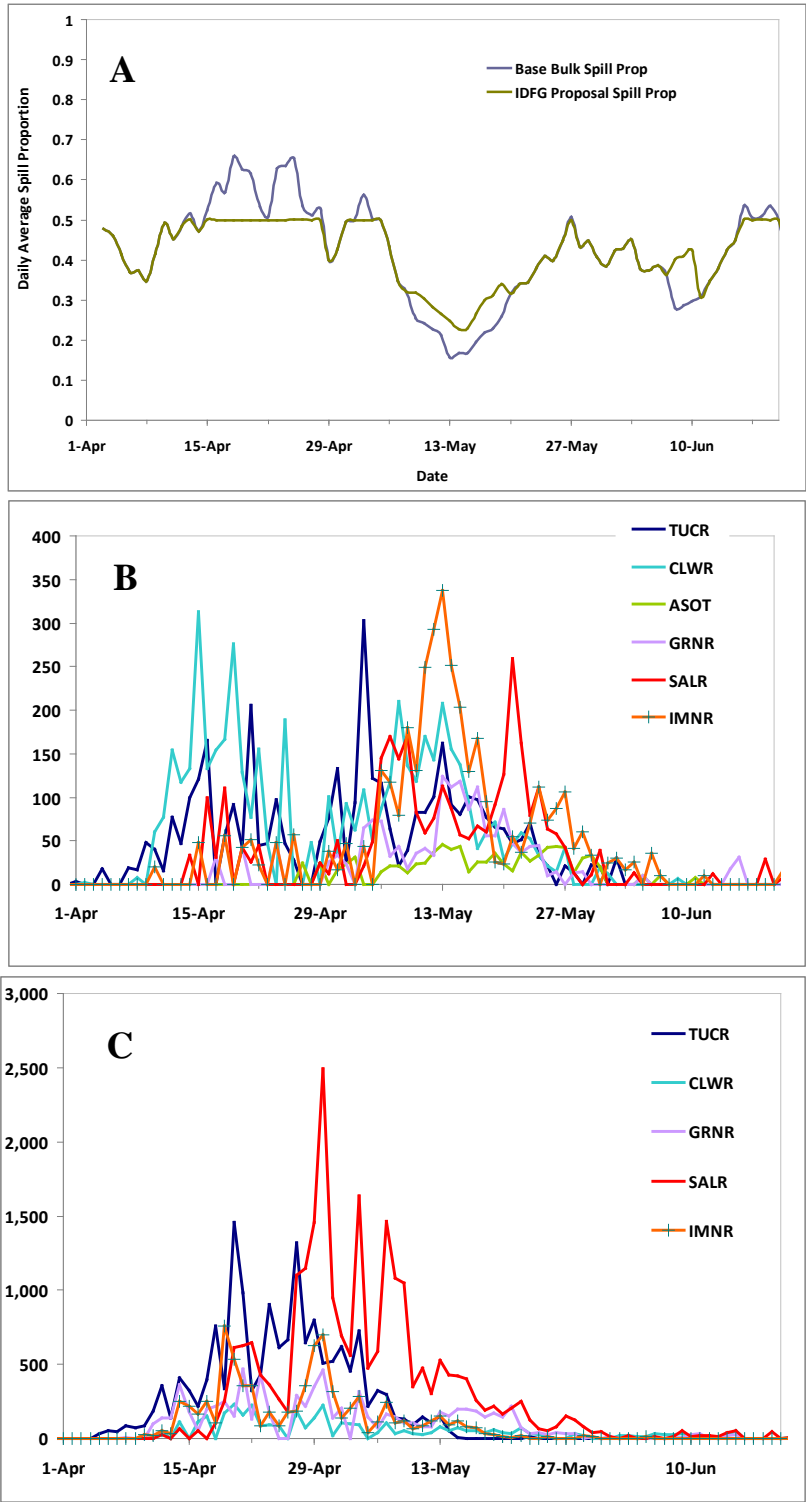 A
1
0.9
0.8
0.7
0.6
0.5
0.4
0.3
0.2
0.1
0
Daily Average Spill Proportion
Base Bulk Spill Prop
IDFG Proposal Spill Prop
1-Apr 15-Apr 29-Apr 13-May 27-May 10-Jun
Date
B
400
350
300
250
200
150
100
50
0
TUCR
CLWR
ASOT
GRNR
SALR
IMNR
1-Apr 15-Apr 29-Apr 13-May 27-May 10-Jun
C
3,000
2,500
2,000
1,500
1,000
500
0
TUCR
CLWR
GRNR
SALR
IMNR
1-Apr 15-Apr 29-Apr 13-May 27-May 10-Jun